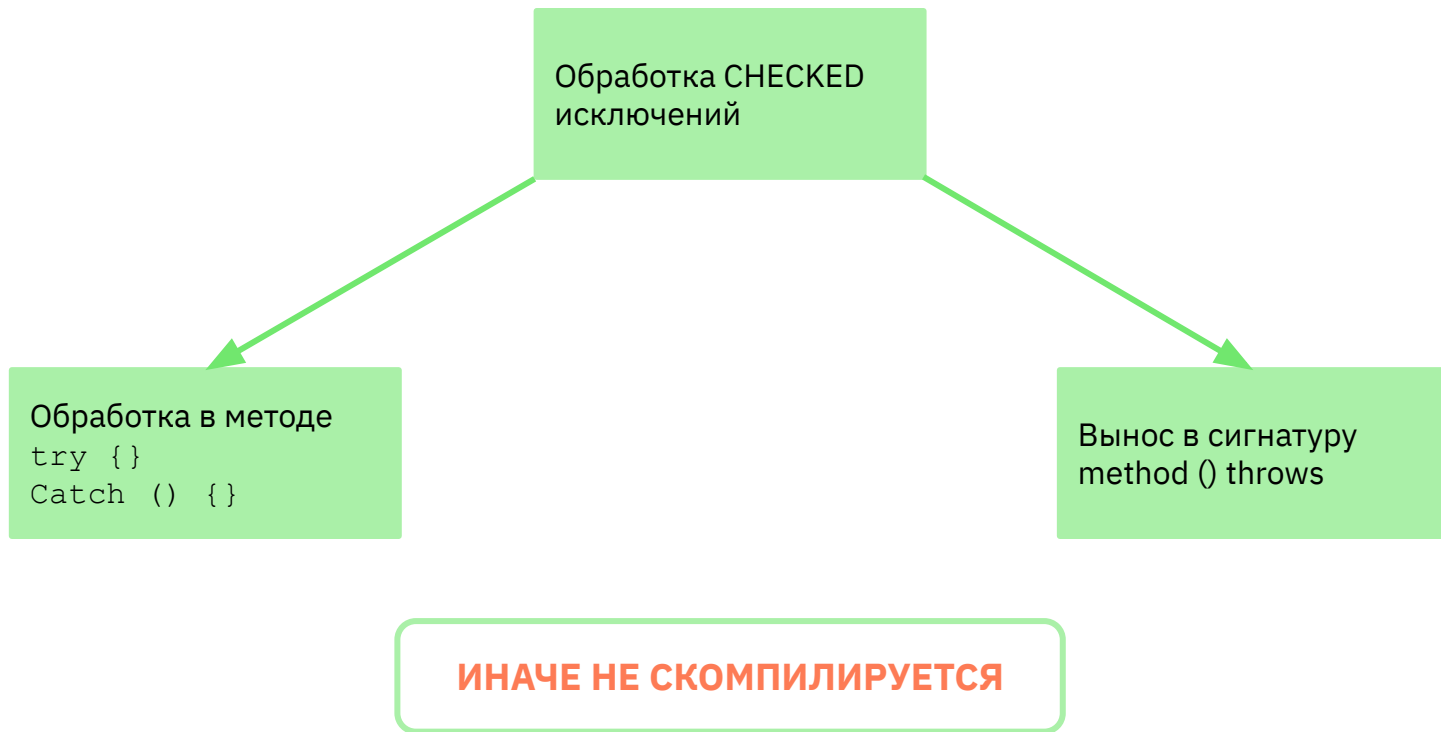 Обработка CHECKED
исключений
Обработка в методе
try {}
Catch () {}
Вынос в сигнатуру
method () throws
ИНАЧЕ НЕ СКОМПИЛИРУЕТСЯ